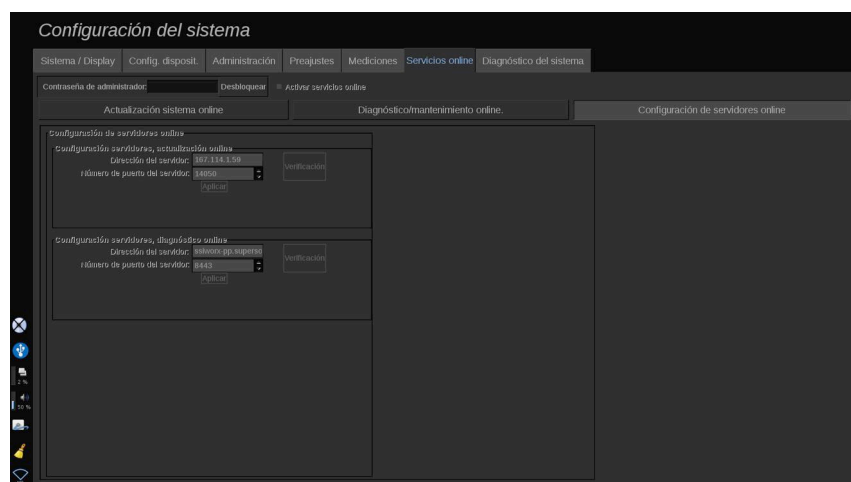 Configuración del sistema
Sistema / Display Config. disposit. Administración Preajustes Mediciones Servicios online Diagnóstico del sistema
Contraseña de administrador: Desbloquear Activar servicios online
Actualización sistema online Diagnóstico/mantenimiento online. Configuración de servidores online
Configuración de servidores online
Configuración servidores, actualización online
Dirección del servidor: 167.114.1.59
Verificación
Número de puerto del servidor: 14050
Aplicar
Configuración servidores, diagnóstico online
Dirección del servidor:
Verificación
Número de puerto del servidor: 8443
Aplicar
2 %
50 %